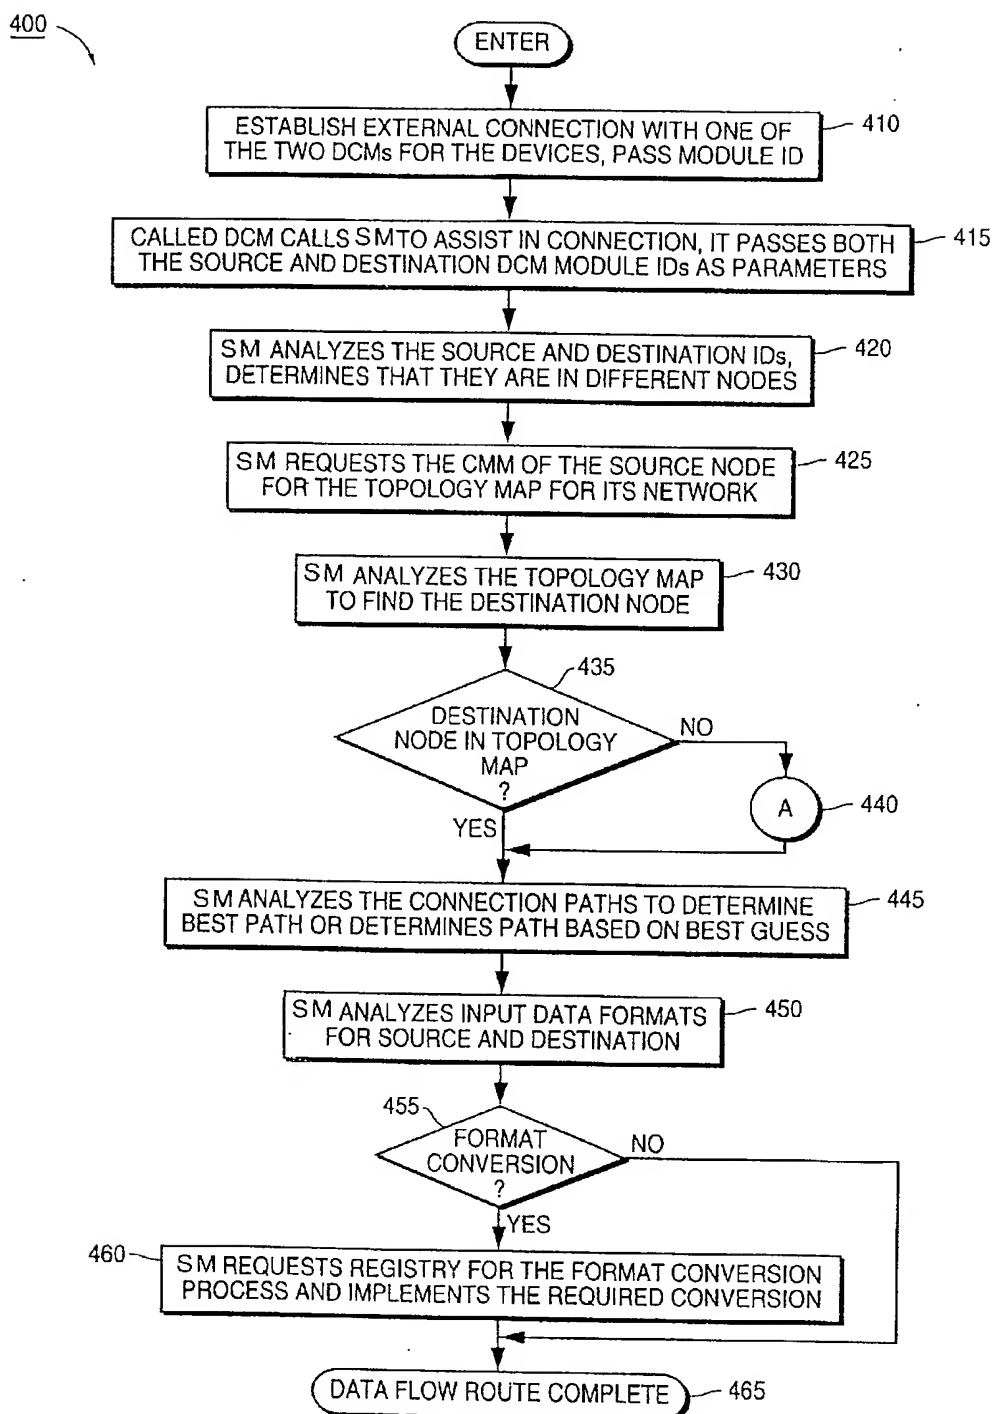 400
ENTER
ESTABLISH EXTERNAL CONNECTION WITH ONE OF
THE TWO DCMs FOR THE DEVICES, PASS MODULE ID
410
CALLED DCM CALLS SM TO ASSIST IN CONNECTION, IT PASSES BOTH
THE SOURCE AND DESTINATION DCM MODULE IDs AS PARAMETERS
415
SM ANALYZES THE SOURCE AND DESTINATION IDs,
DETERMINES THAT THEY ARE IN DIFFERENT NODES
420
SM REQUESTS THE CMM OF THE SOURCE NODE
FOR THE TOPOLOGY MAP FOR ITS NETWORK
425
SM ANALYZES THE TOPOLOGY MAP
TO FIND THE DESTINATION NODE
430
435
DESTINATION
NODE IN TOPOLOGY
MAP
?
NO
A
440
YES
SM ANALYZES THE CONNECTION PATHS TO DETERMINE
BEST PATH OR DETERMINES PATH BASED ON BEST GUESS
445
SM ANALYZES INPUT DATA FORMATS
FOR SOURCE AND DESTINATION
450
455
FORMAT
CONVERSION
?
NO
YES
460
SM REQUESTS REGISTRY FOR THE FORMAT CONVERSION
PROCESS AND IMPLEMENTS THE REQUIRED CONVERSION
DATA FLOW ROUTE COMPLETE
465